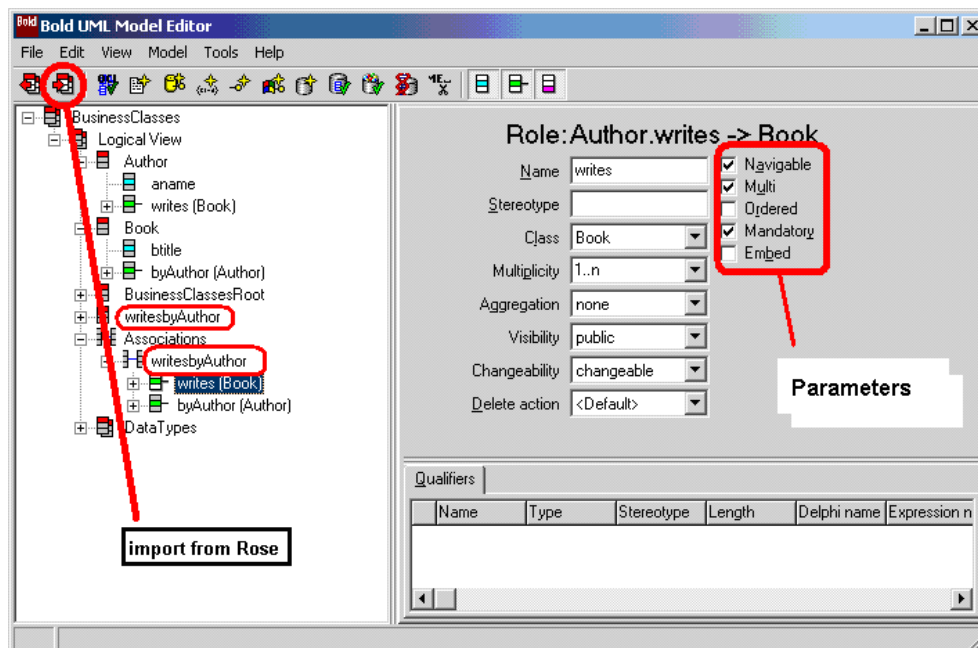 Bold Bold UML Model Editor
File Edit View Model Tools Help
BusinessClasses
Logical View
Author
aname
writes (Book)
Book
btitle
byAuthor (Author)
BusinessClassesRoot
writesbyAuthor
Associations
writesbyAuthor
writes (Book)
byAuthor (Author)
DataTypes
import from Rose
Role:Author.writes -> Book
Name writes
Stereotype
Class Book
Multiplicity 1..n
Aggregation none
Visibility public
Changeability changeable
Delete action <Default>
Navigable
Multi
Ordered
Mandatory
Embed
Parameters
Qualifiers
Name Type Stereotype Length Delphi name Expression n